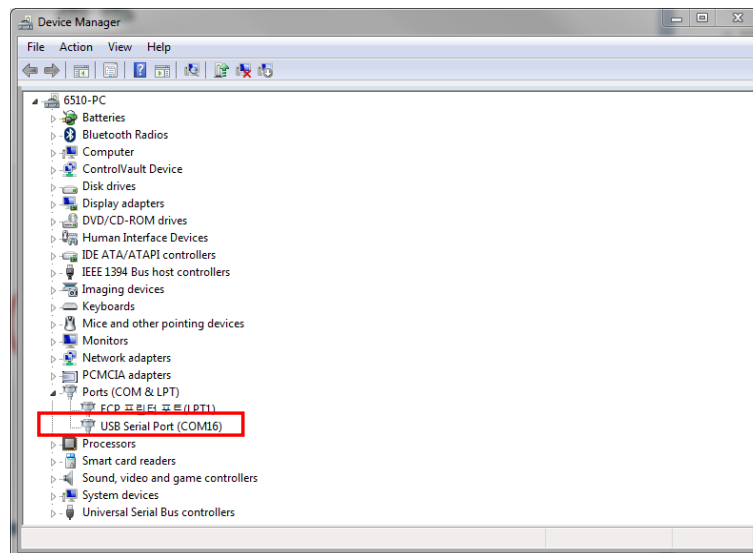 Device Manager
File Action View Help
6510-PC
Batteries
Bluetooth Radios
Computer
ControlVault Device
Disk drives
Display adapters
DVD/CD-ROM drives
Human Interface Devices
IDE ATA/ATAPI controllers
IEEE 1394 Bus host controllers
Imaging devices
Keyboards
Mice and other pointing devices
Monitors
Network adapters
PCMCIA adapters
Ports (COM & LPT)
ECP 프린터 포트(LPT1)
USB Serial Port (COM16)
Processors
Smart card readers
Sound, video and game controllers
System devices
Universal Serial Bus controllers